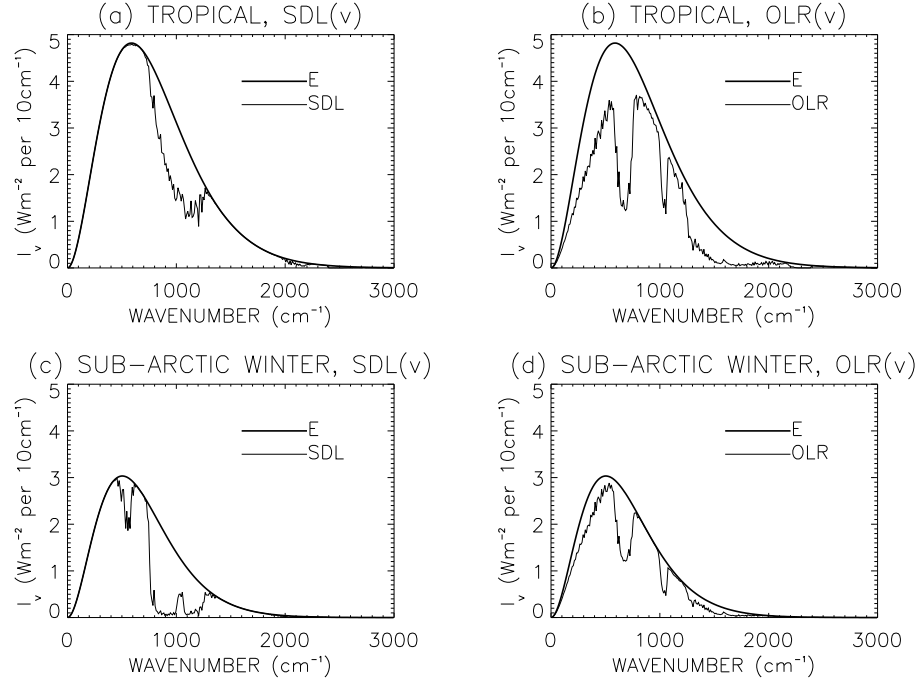 (a) TROPICAL, SDL(v)
5
4
3
2
1
0
I_v (Wm⁻² per 10cm⁻¹)
E
SDL
0 1000 2000 3000
WAVENUMBER (cm⁻¹)
(b) TROPICAL, OLR(v)
5
4
3
2
1
0
I_v (Wm⁻² per 10cm⁻¹)
E
OLR
0 1000 2000 3000
WAVENUMBER (cm⁻¹)
(c) SUB-ARCTIC WINTER, SDL(v)
5
4
3
2
1
0
I_v (Wm⁻² per 10cm⁻¹)
E
SDL
0 1000 2000 3000
WAVENUMBER (cm⁻¹)
(d) SUB-ARCTIC WINTER, OLR(v)
5
4
3
2
1
0
I_v (Wm⁻² per 10cm⁻¹)
E
OLR
0 1000 2000 3000
WAVENUMBER (cm⁻¹)